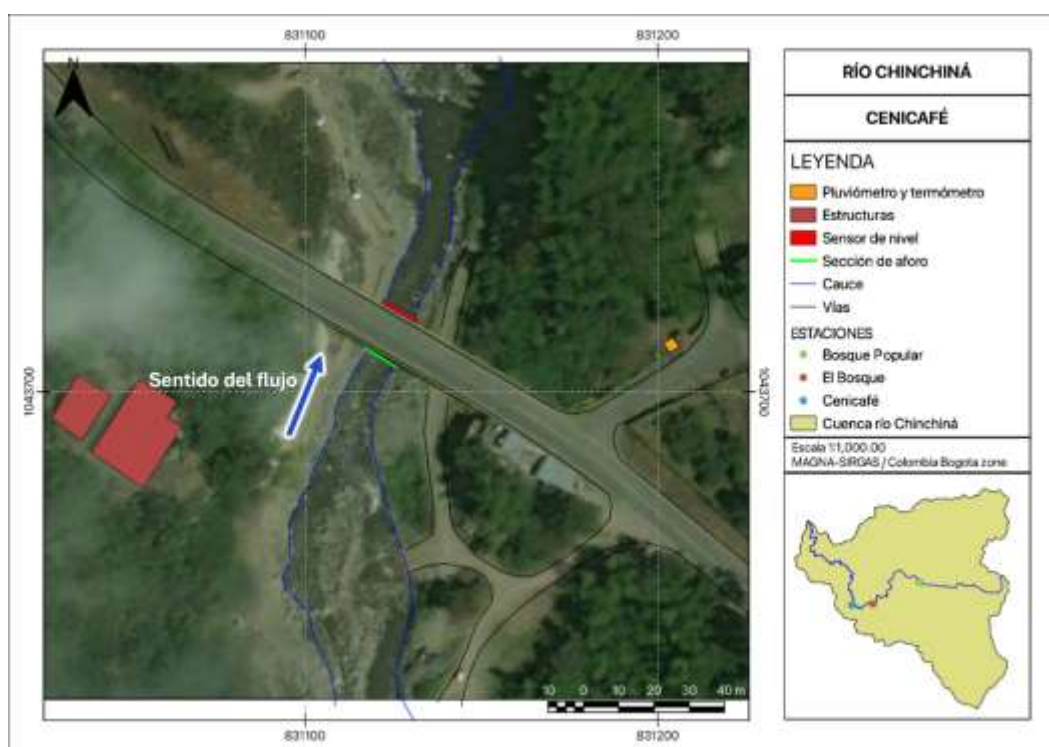 831100
831200
N
1043700
Sentido del flujo
1043700
10 0 10 20 30 40 m
831100
831200
RÍO CHINCHINÁ
CENICAFÉ
LEYENDA
Pluviómetro y termómetro
Estructuras
Sensor de nivel
Sección de aforo
Cauce
Vías
ESTACIONES
Bosque Popular
El Bosque
Cenicafé
Cuenca río Chinchiná
Escala 1:1,000.00
MAGNA-SIRGAS / Colombia Bogota zone